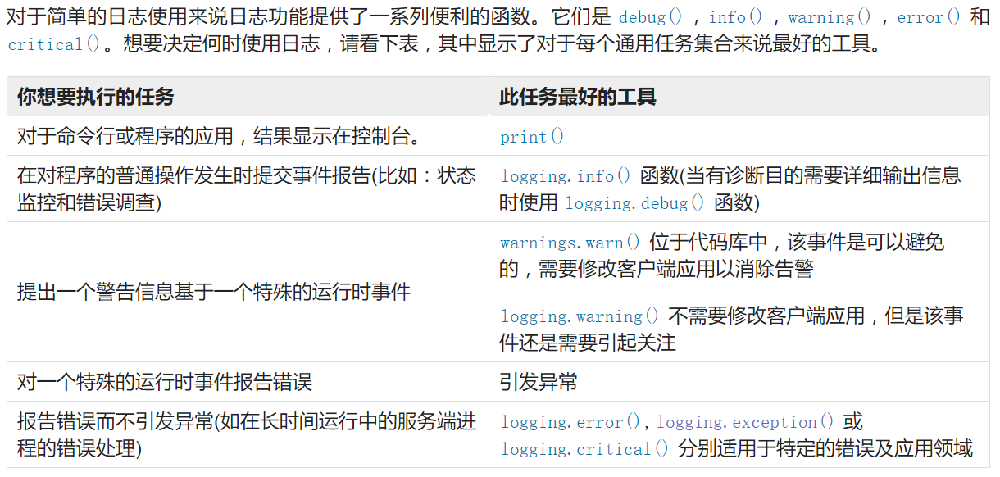 对于简单的日志使用来说日志功能提供了一系列便利的函数。它们是 debug()，info()，warning()，error() 和
critical()。想要决定何时使用日志，请看下表，其中显示了对于每个通用任务集合来说最好的工具。
你想要执行的任务
此任务最好的工具
对于命令行或程序的应用，结果显示在控制台。
print()
在对程序的普通操作发生时提交事件报告(比如：状态
监控和错误调查)
logging.info() 函数(当有诊断目的需要详细输出信息
时使用 logging.debug() 函数)
提出一个警告信息基于一个特殊的运行时事件
warnings.warn() 位于代码库中，该事件是可以避免
的，需要修改客户端应用以消除告警
logging.warning() 不需要修改客户端应用，但是该事
件还是需要引起关注
对一个特殊的运行时事件报告错误
引发异常
报告错误而不引发异常(如在长时间运行中的服务端进
程的错误处理)
logging.error(), logging.exception() 或
logging.critical() 分别适用于特定的错误及应用领域